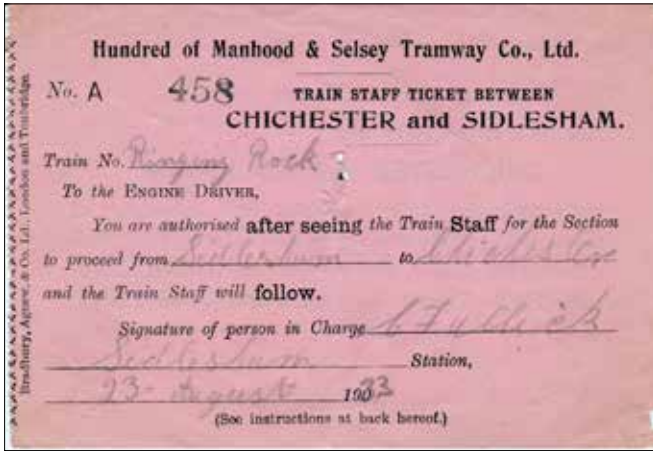 Hundred of Manhood & Selsey Tramway Co., Ltd.
No. A 458 TRAIN STAFF TICKET BETWEEN
CHICHESTER and SIDLESHAM.
Train No. Ringing Rock
To the ENGINE DRIVER,
You are authorised after seeing the Train Staff for the Section
to proceed from Sidlesham to
and the Train Staff will follow.
Signature of person in Charge
Sidlesham Station,
23 August 1933
(See instructions at back hereof.)
Bradbury, Agnew, & Co. Ld., London and Tonbridge.